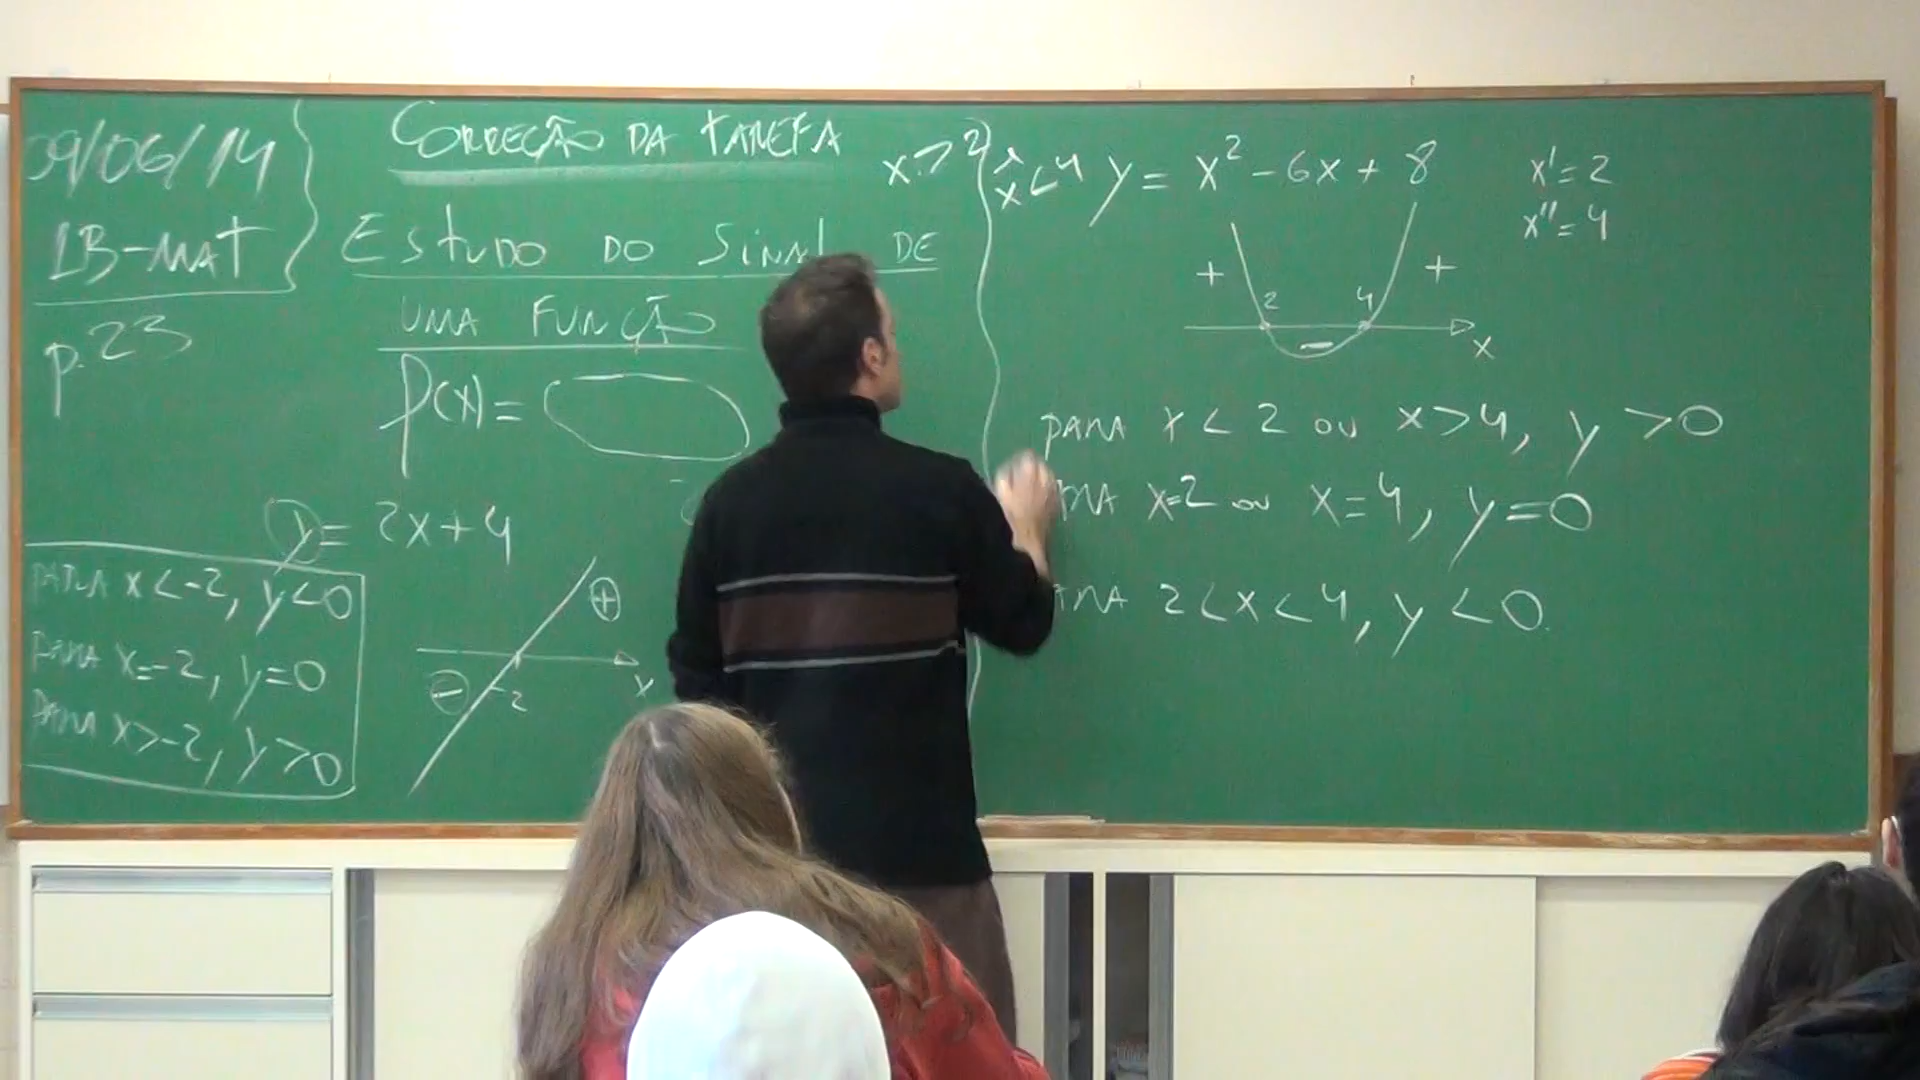 09/06/14
1B-MAT
p. 23
CORREÇÃO DA TAREFA
ESTUDO DO SINAL DE
UMA FUNÇÃO
f(x) =
y = 2x+4
PARA x < -2, y < 0
PARA x = -2, y = 0
PARA x > -2, y > 0
+
-
-2
x
x > 2 ^ x < 4
y = x² - 6x + 8
x' = 2
x'' = 4
+
+
2
4
-
x
PARA x < 2 ou x > 4, y > 0
PARA x = 2 ou x = 4, y = 0
PARA 2 < x < 4, y < 0